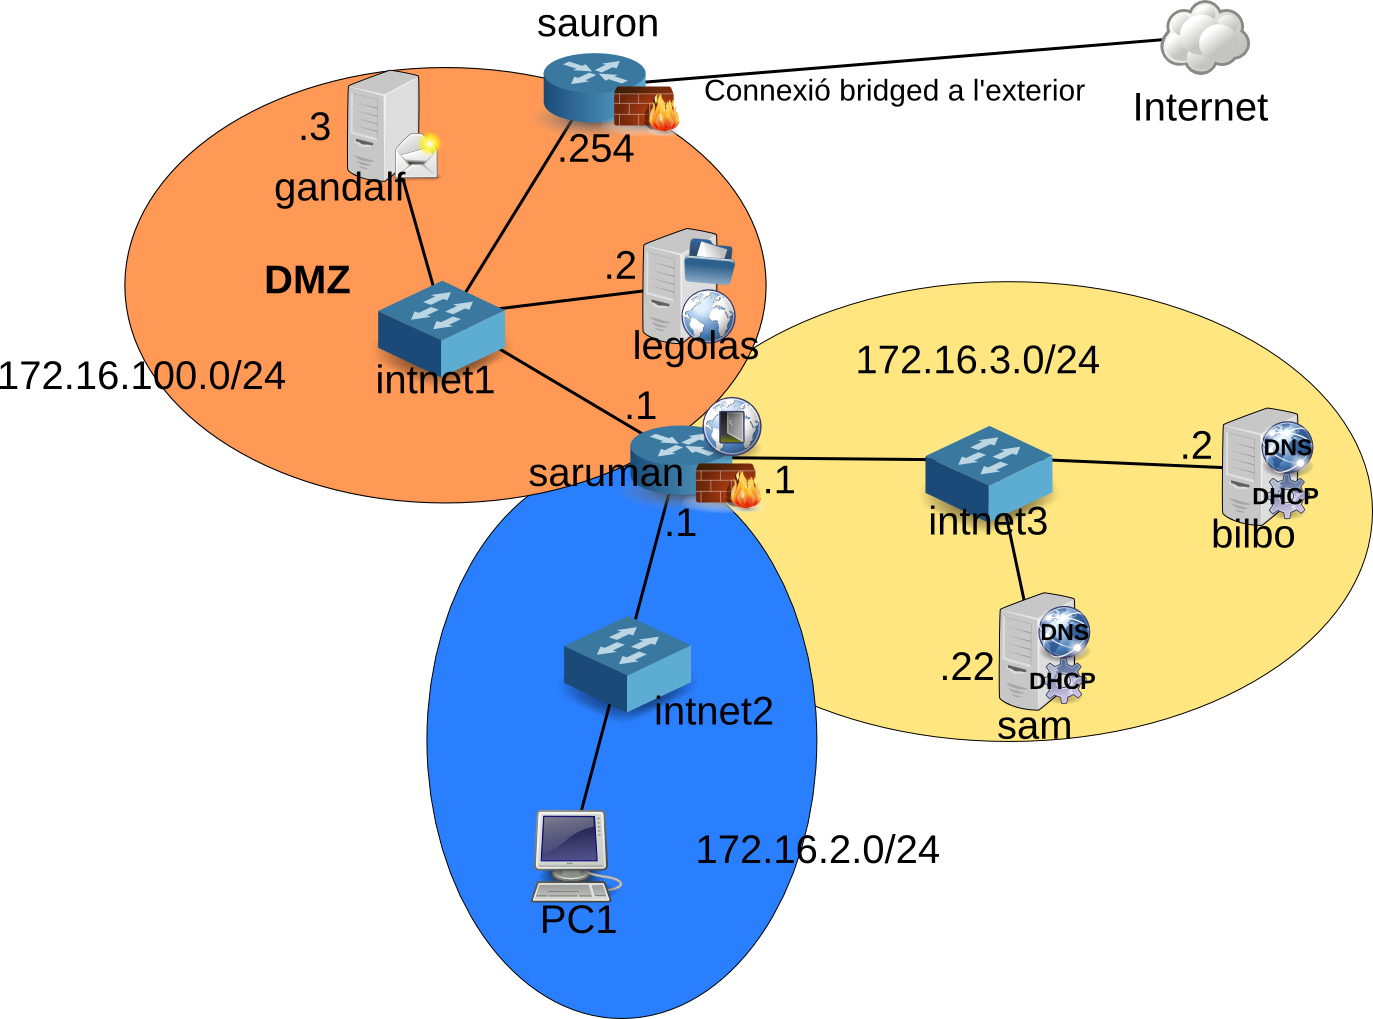 sauron
Connexió bridged a l'exterior
Internet
.3
.254
gandalf
DMZ
.2
legolas
172.16.100.0/24
intnet1
172.16.3.0/24
.1
saruman
.1
.1
.2
DNS
DHCP
bilbo
intnet3
DNS
DHCP
.22
sam
intnet2
172.16.2.0/24
PC1